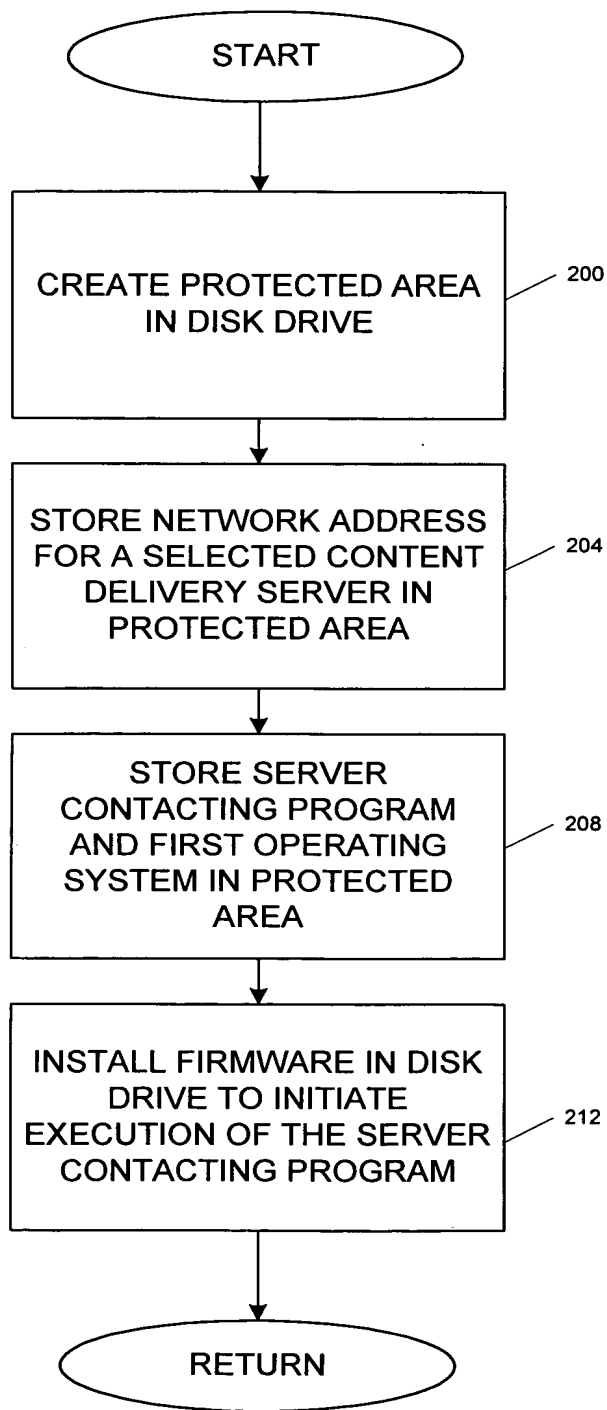 START
CREATE PROTECTED AREA
IN DISK DRIVE
200
STORE NETWORK ADDRESS
FOR A SELECTED CONTENT
DELIVERY SERVER IN
PROTECTED AREA
204
STORE SERVER
CONTACTING PROGRAM
AND FIRST OPERATING
SYSTEM IN PROTECTED
AREA
208
INSTALL FIRMWARE IN DISK
DRIVE TO INITIATE
EXECUTION OF THE SERVER
CONTACTING PROGRAM
212
RETURN